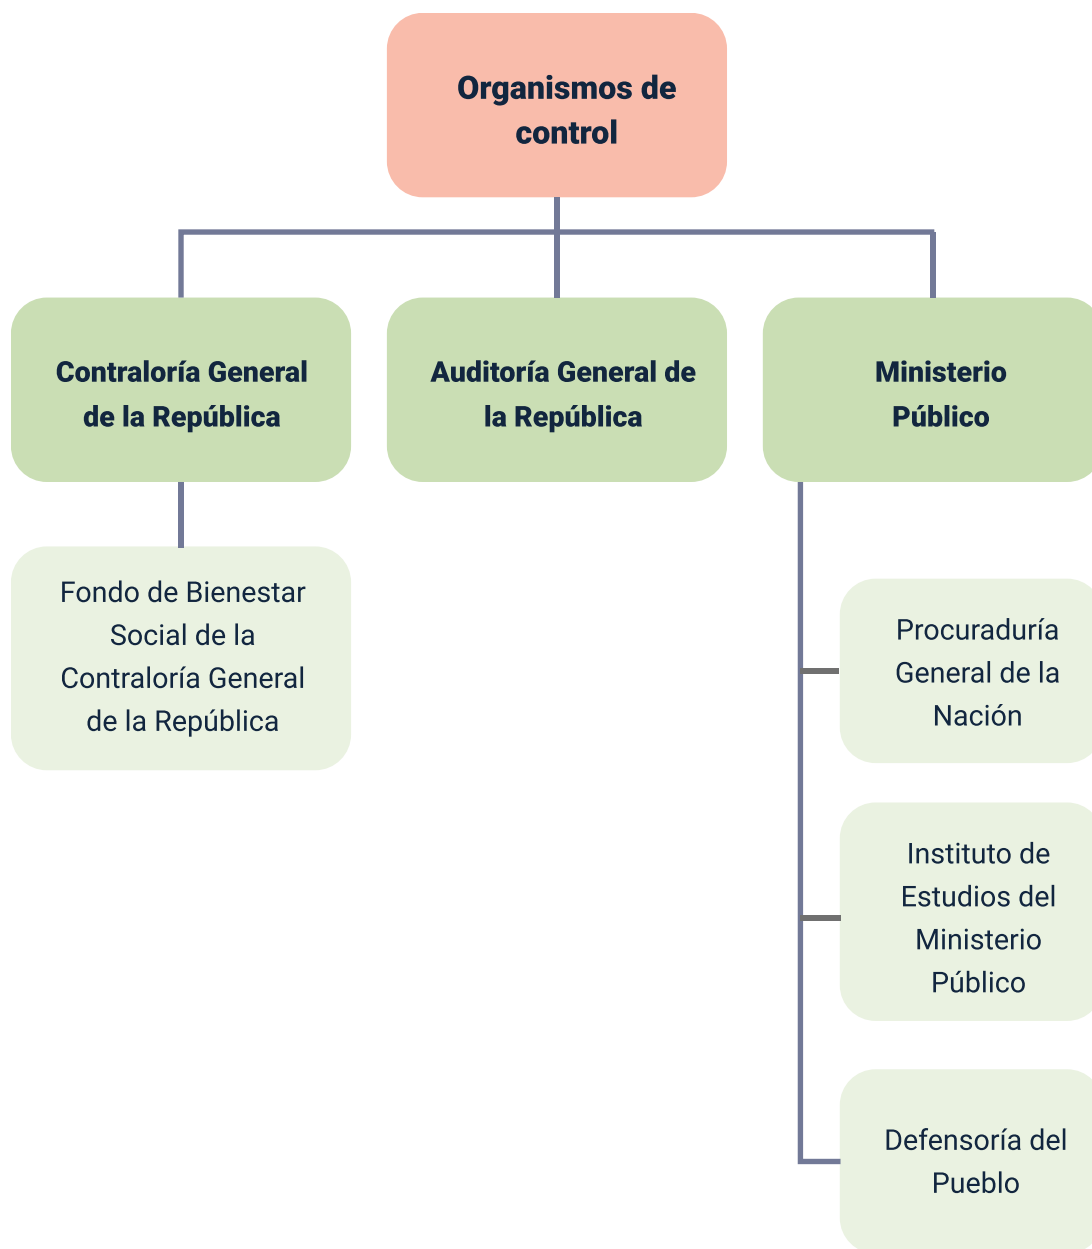 Organismos de
control
Contraloría General
de la República
Auditoría General de
la República
Ministerio
Público
Fondo de Bienestar
Social de la
Contraloría General
de la República
Procuraduría
General de la
Nación
Instituto de
Estudios del
Ministerio
Público
Defensoría del
Pueblo